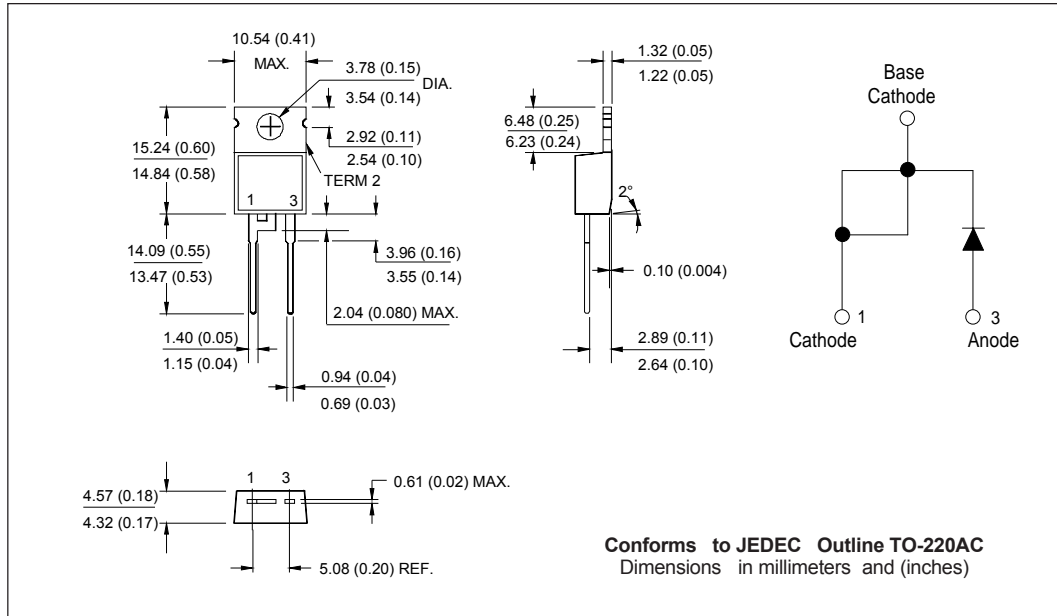 10.54 (0.41)
MAX.
3.78 (0.15)
3.54 (0.14)
DIA.
2.92 (0.11)
2.54 (0.10)
15.24 (0.60)
14.84 (0.58)
TERM 2
1
3
14.09 (0.55)
13.47 (0.53)
3.96 (0.16)
3.55 (0.14)
2.04 (0.080) MAX.
1.40 (0.05)
1.15 (0.04)
0.94 (0.04)
0.69 (0.03)
1.32 (0.05)
1.22 (0.05)
6.48 (0.25)
6.23 (0.24)
2°
0.10 (0.004)
2.89 (0.11)
2.64 (0.10)
Base
Cathode
1
Cathode
3
Anode
1
3
4.57 (0.18)
4.32 (0.17)
0.61 (0.02) MAX.
5.08 (0.20) REF.
Conforms to JEDEC Outline TO-220AC
Dimensions in millimeters and (inches)